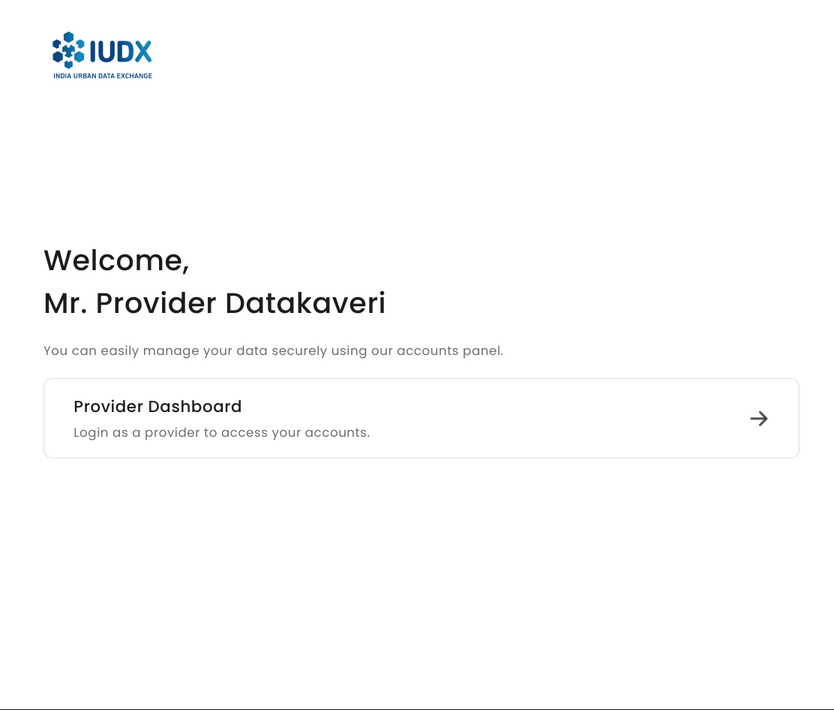 IUDX
INDIA URBAN DATA EXCHANGE
Welcome,
Mr. Provider Datakaveri
You can easily manage your data securely using our accounts panel.
Provider Dashboard
Login as a provider to access your accounts.